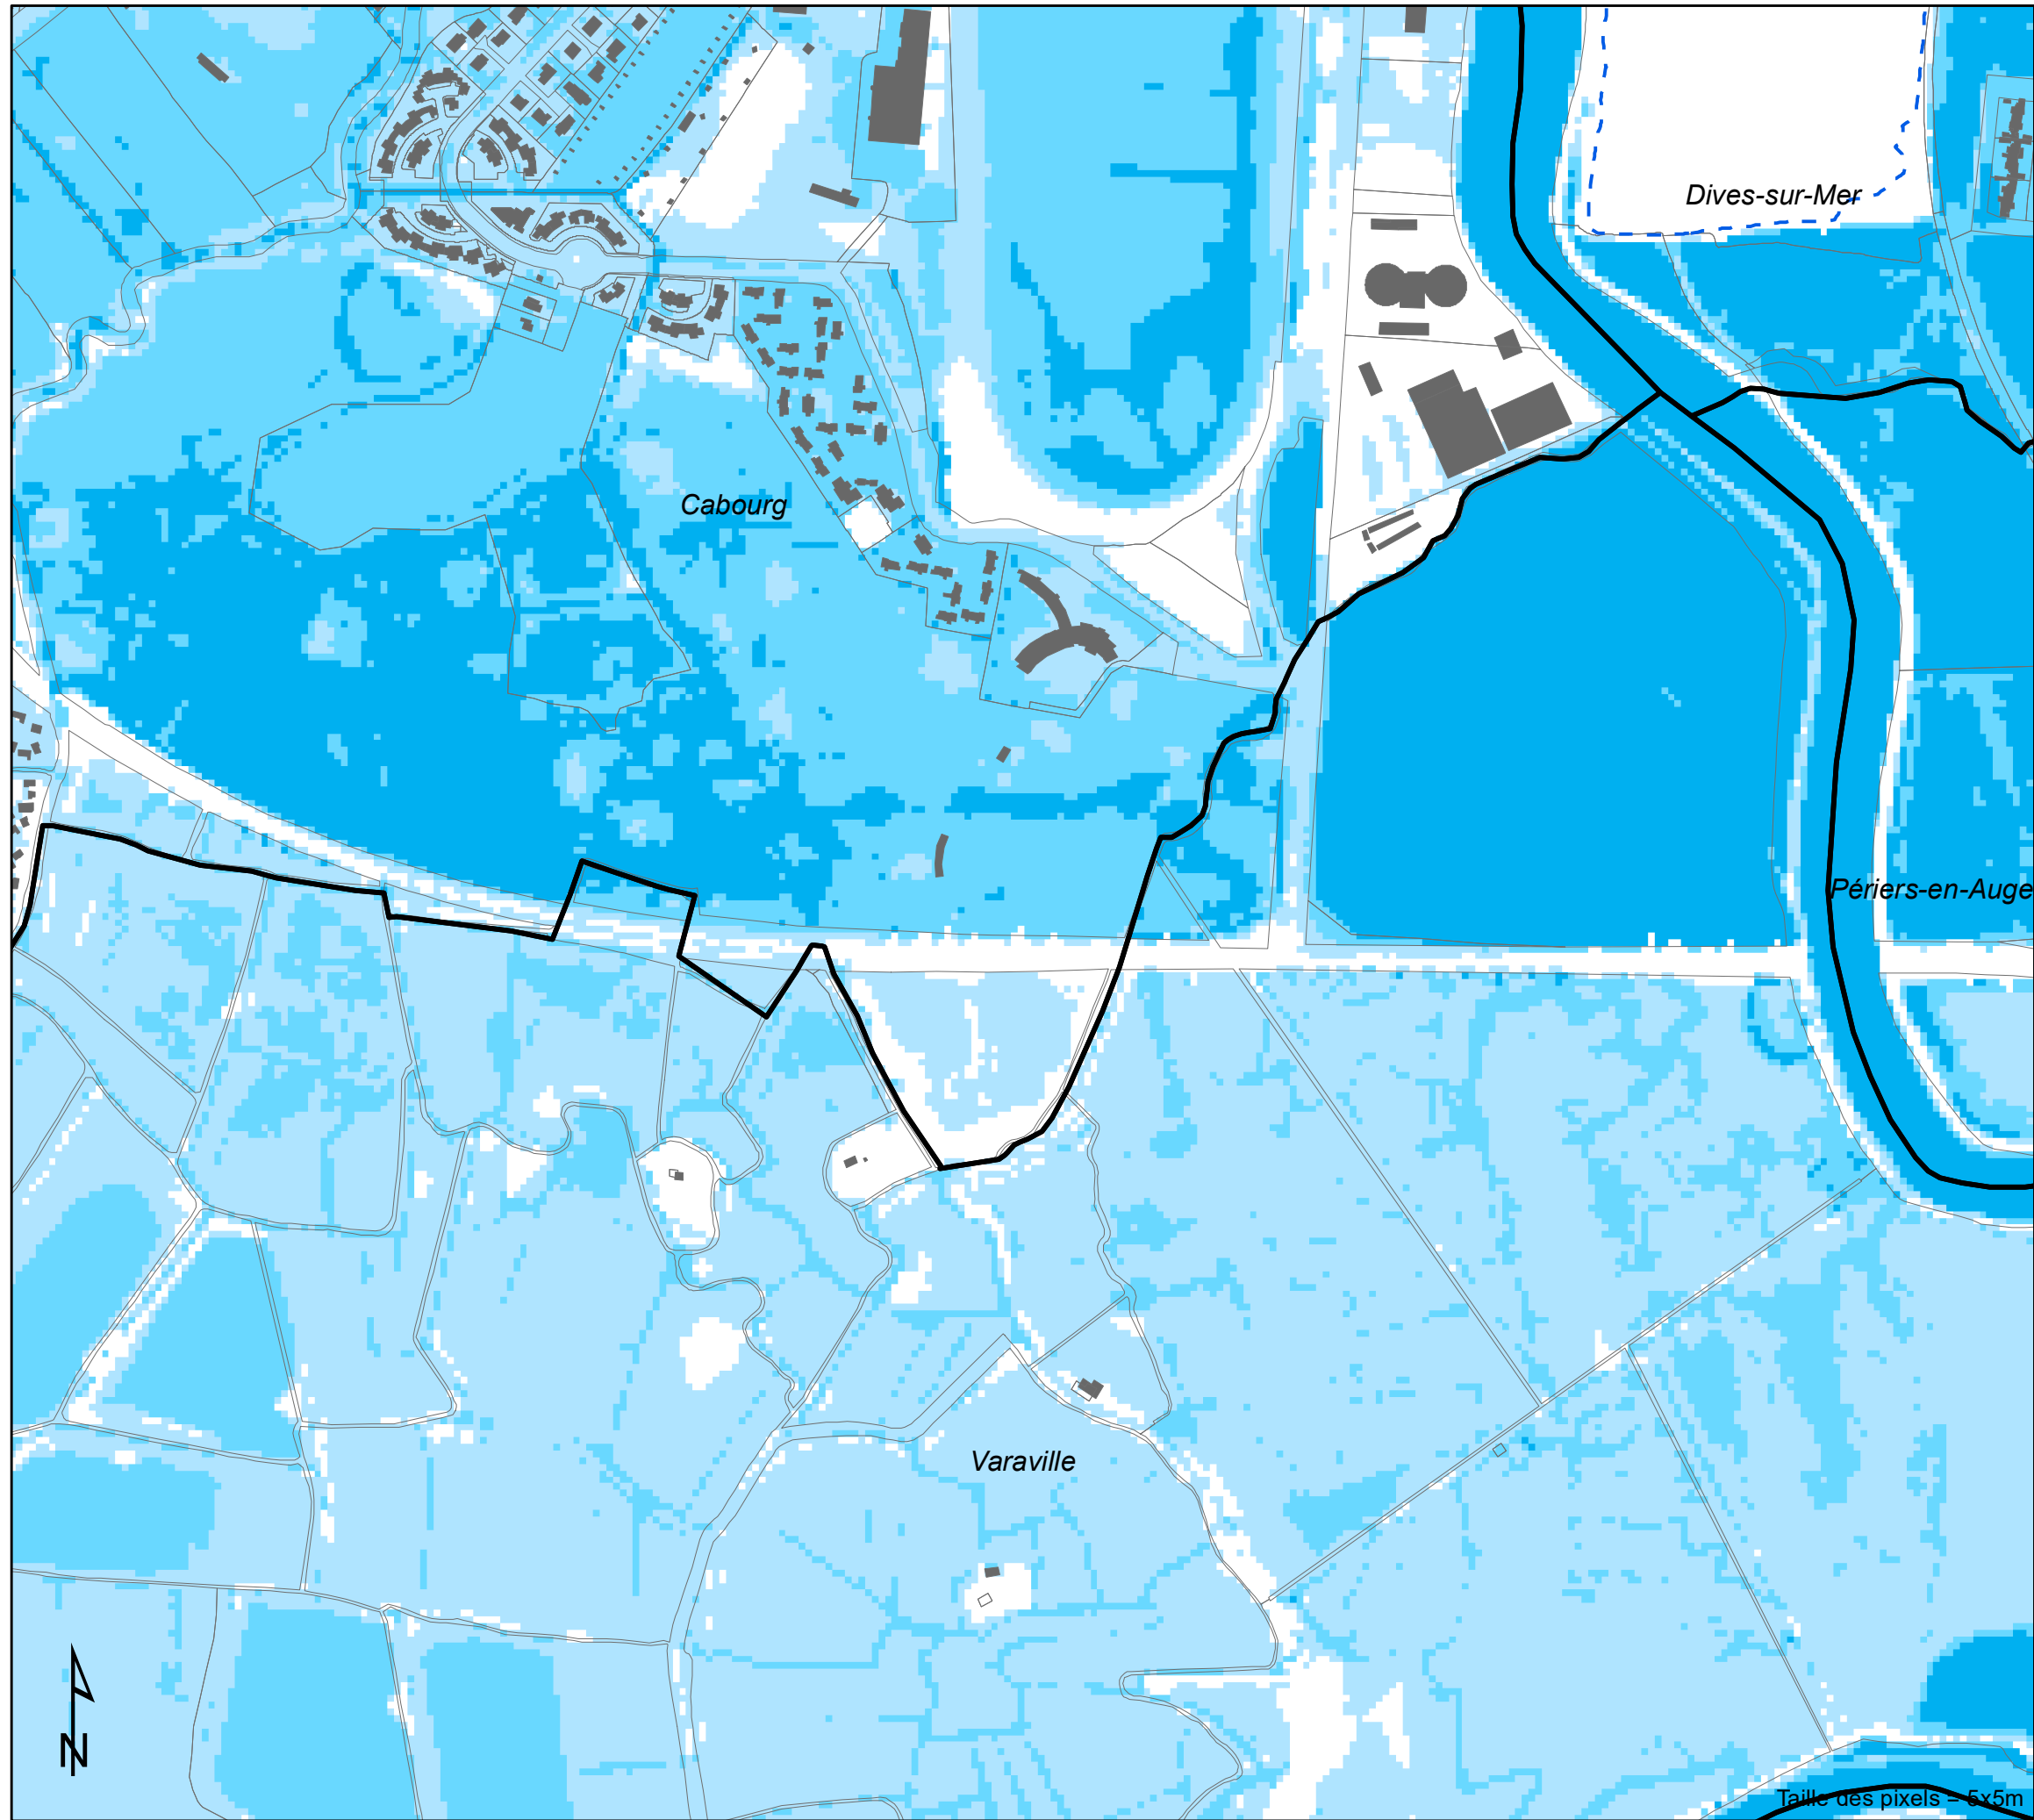 Dives-sur-Mer
Cabourg
Périers-en-Auge
Varaville
N
Taille des pixels = 5x5m